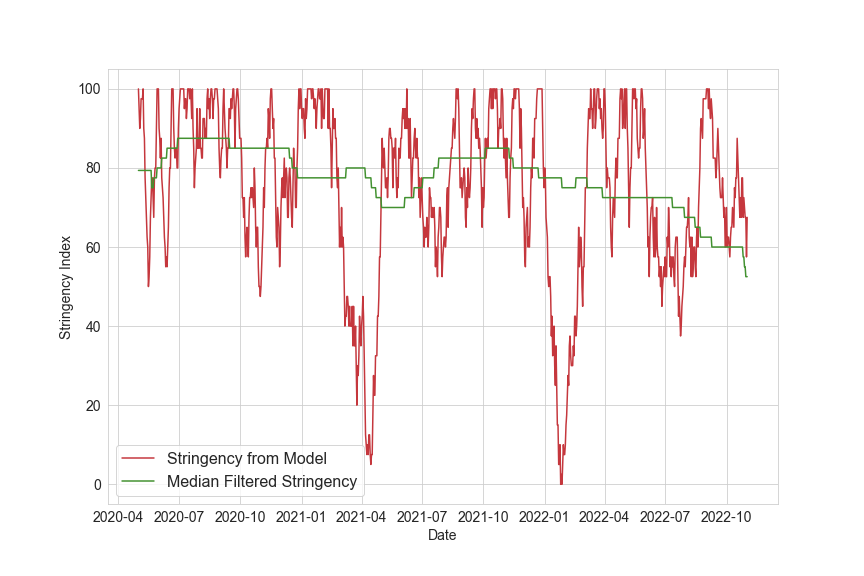 100
80
60
40
20
0
Stringency Index
Stringency from Model
Median Filtered Stringency
2020-04 2020-07 2020-10 2021-01 2021-04 2021-07 2021-10 2022-01 2022-04 2022-07 2022-10
Date